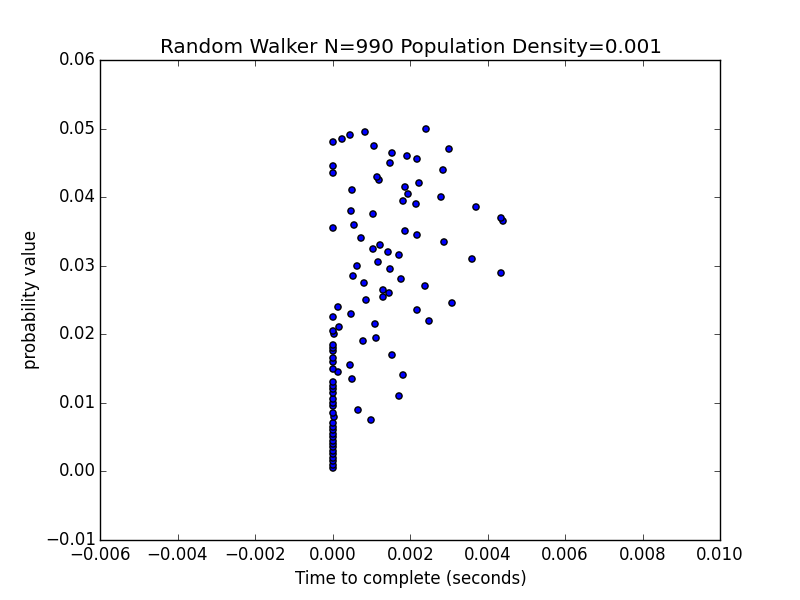 Random Walker N=990 Population Density=0.001
0.06
0.05
0.04
0.03
0.02
0.01
0.00
−0.01
probability value
−0.006 −0.004 −0.002 0.000 0.002 0.004 0.006 0.008 0.010
Time to complete (seconds)